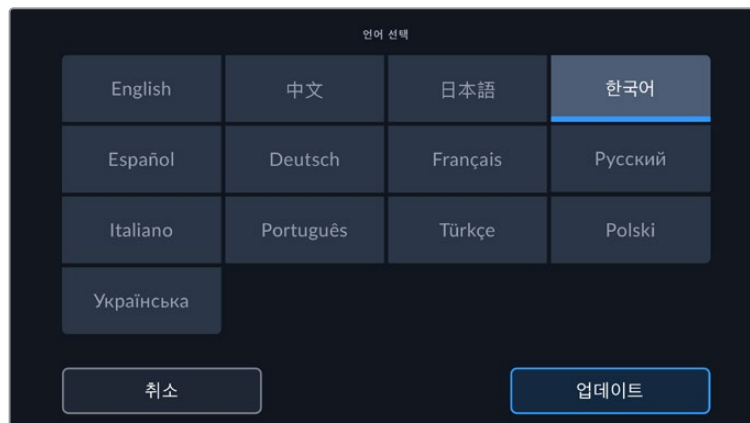 언어 선택
English 中文 日本語 한국어
Español Deutsch Français Русский
Italiano Português Türkçe Polski
Українська
취소 업데이트